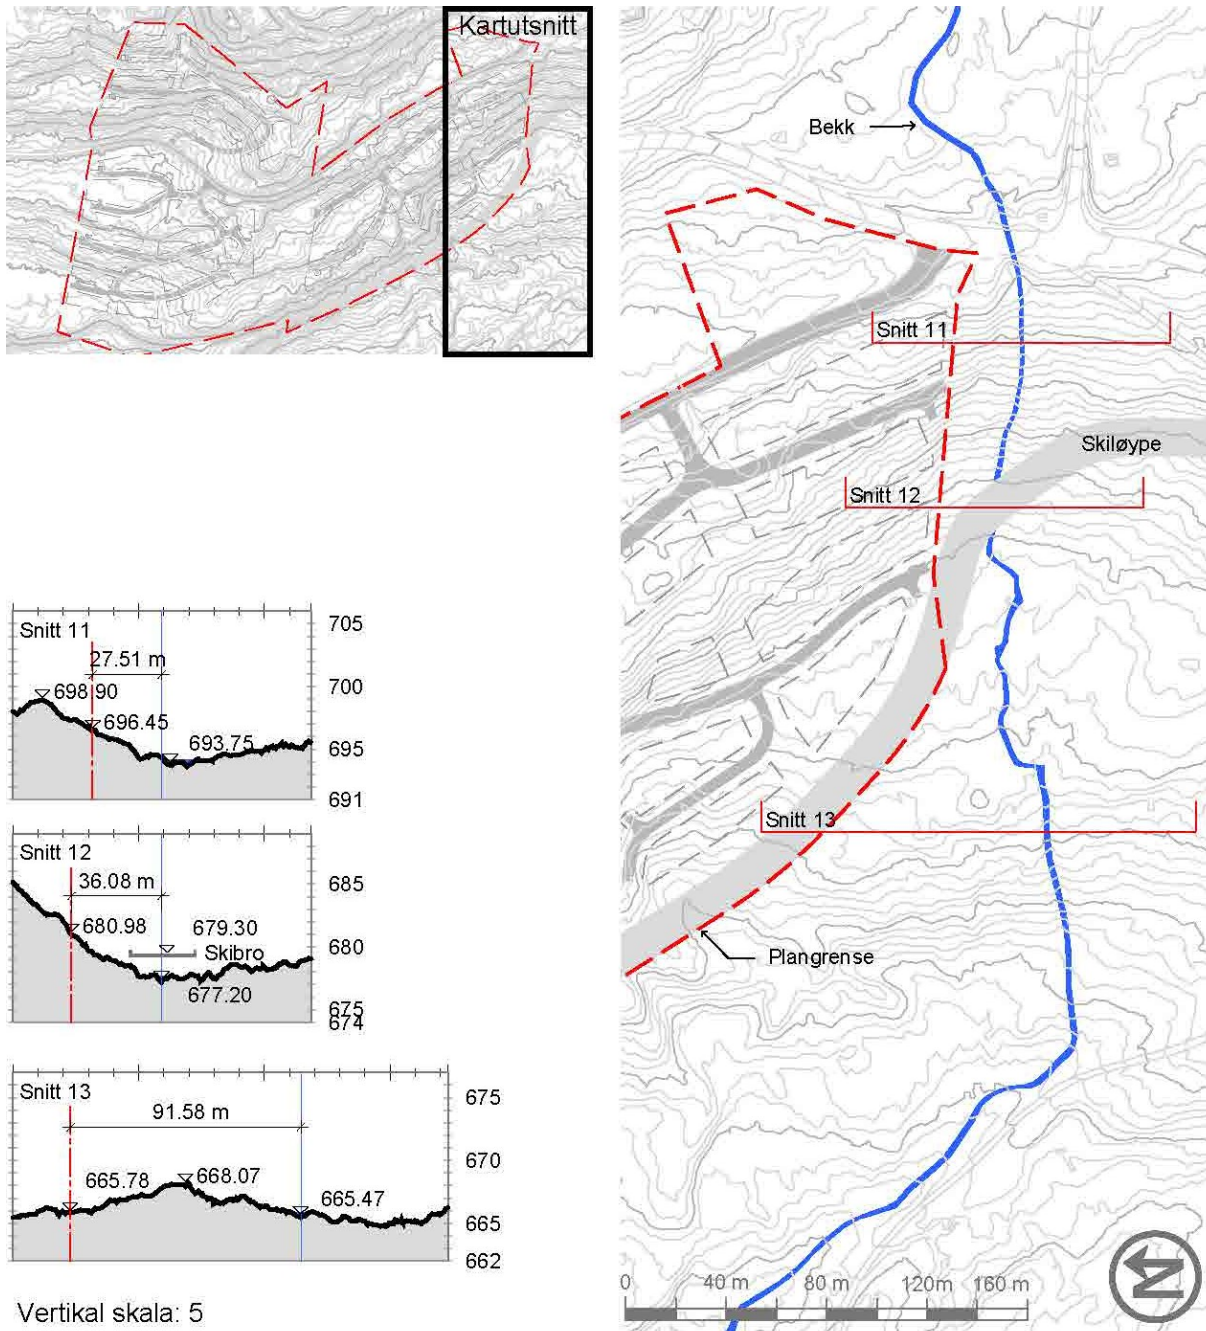 Kartutsnitt
Bekk
Snitt 11
Skiløype
Snitt 12
Snitt 13
Plangrense
0 40 m 80 m 120m 160 m
N
Snitt 11
27.51 m
698.90
696.45
693.75
705
700
695
691
Snitt 12
36.08 m
680.98
679.30
Skibro
677.20
685
680
675
674
Snitt 13
91.58 m
665.78
668.07
665.47
675
670
665
662
Vertikal skala: 5